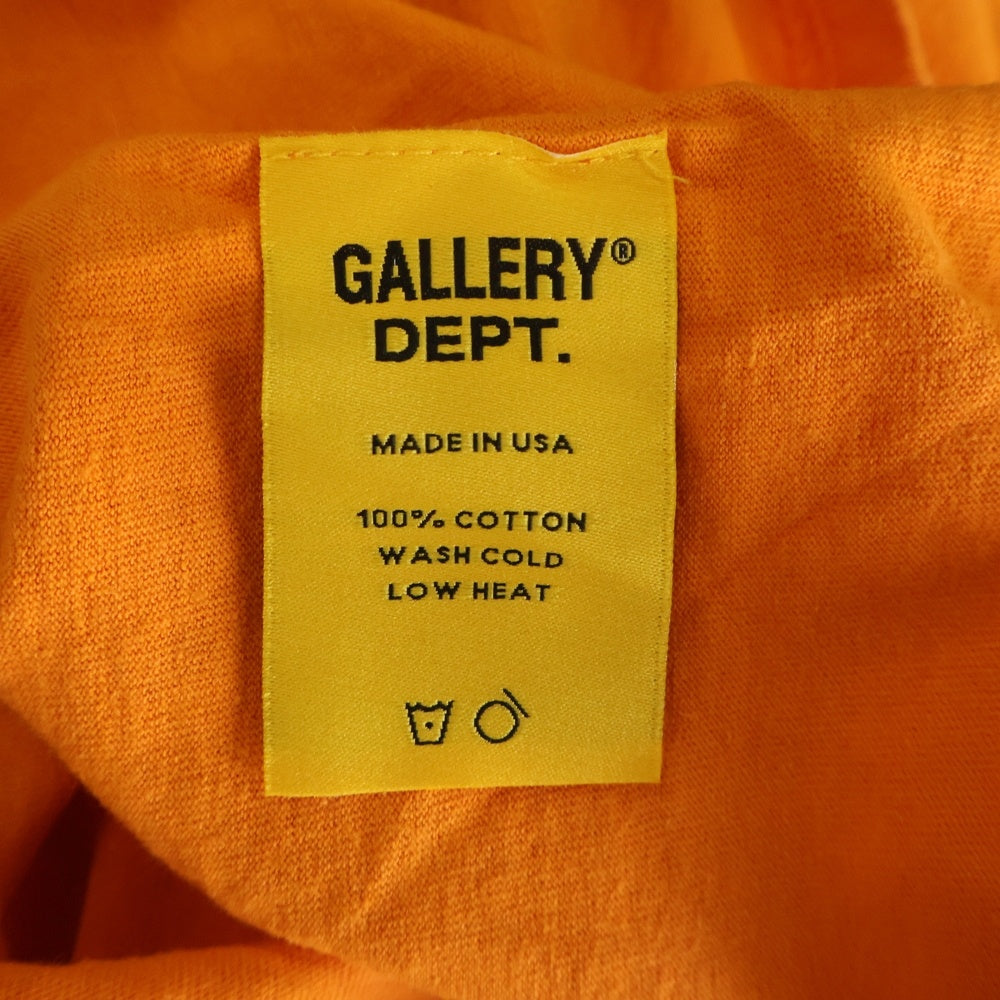 GALLERY®
DEPT.
MADE IN USA
100% COTTON
WASH COLD
LOW HEAT